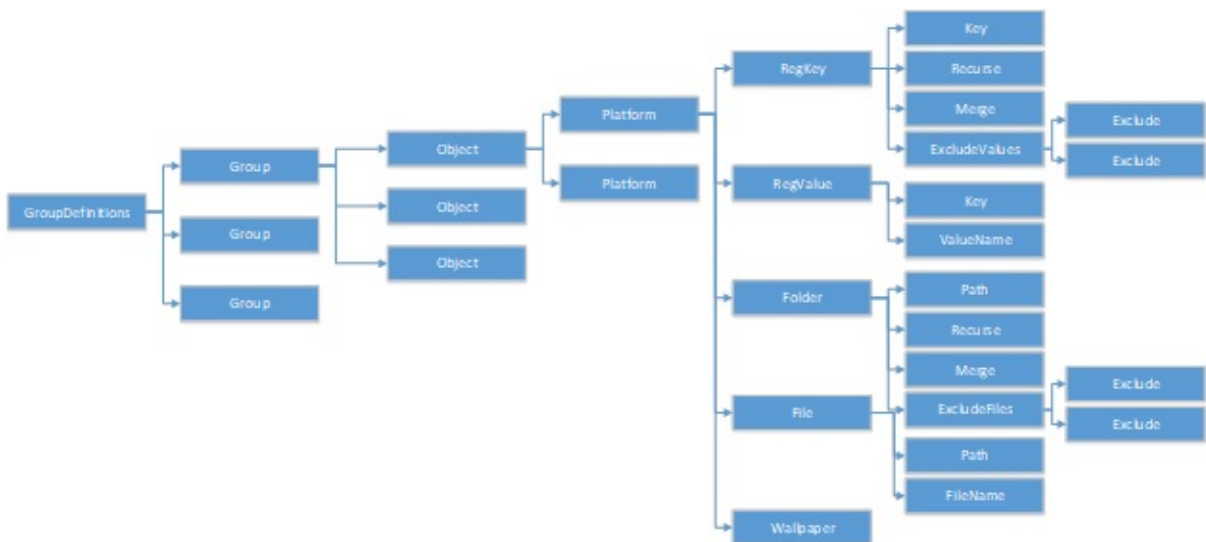 GroupDefinitions
Group
Group
Group
Object
Object
Object
Platform
Platform
RegKey
Key
Recurse
Merge
ExcludeValues
Exclude
Exclude
RegValue
Key
ValueName
Folder
Path
Recurse
Merge
ExcludeFiles
Exclude
Exclude
File
Path
FileName
Wallpaper